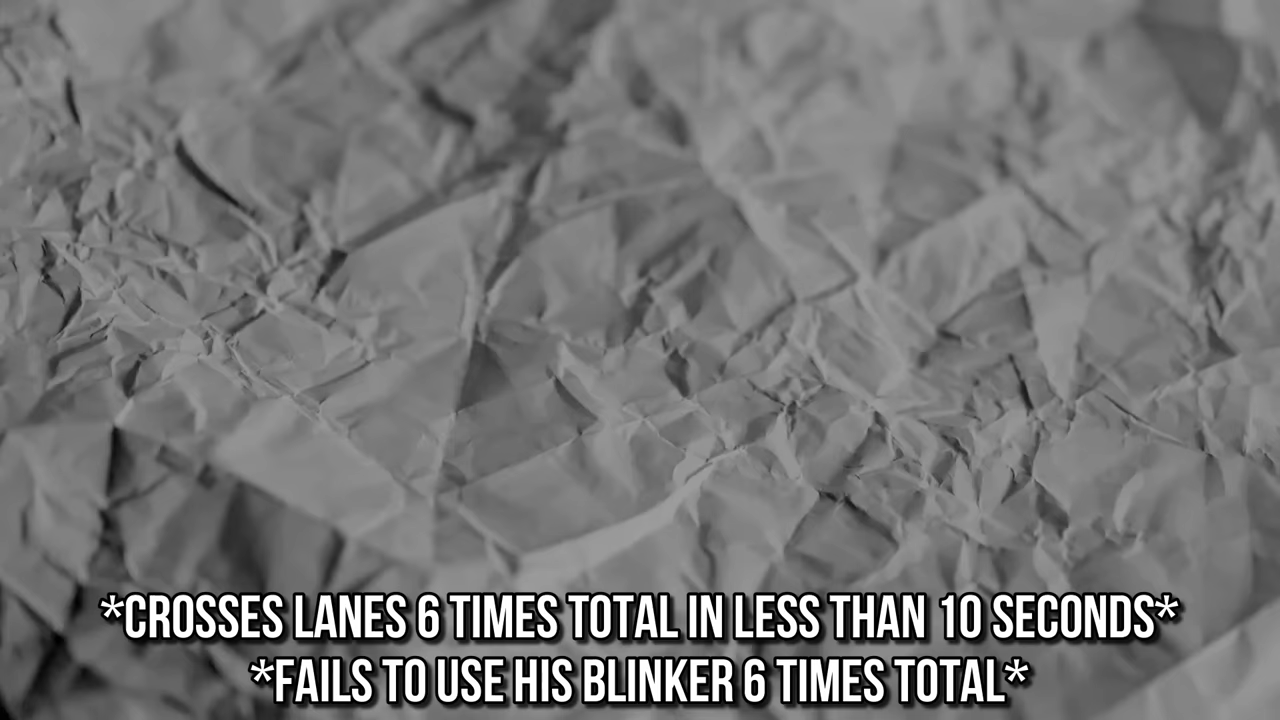 *CROSSES LANES 6 TIMES TOTAL IN LESS THAN 10 SECONDS*
*FAILS TO USE HIS BLINKER 6 TIMES TOTAL*